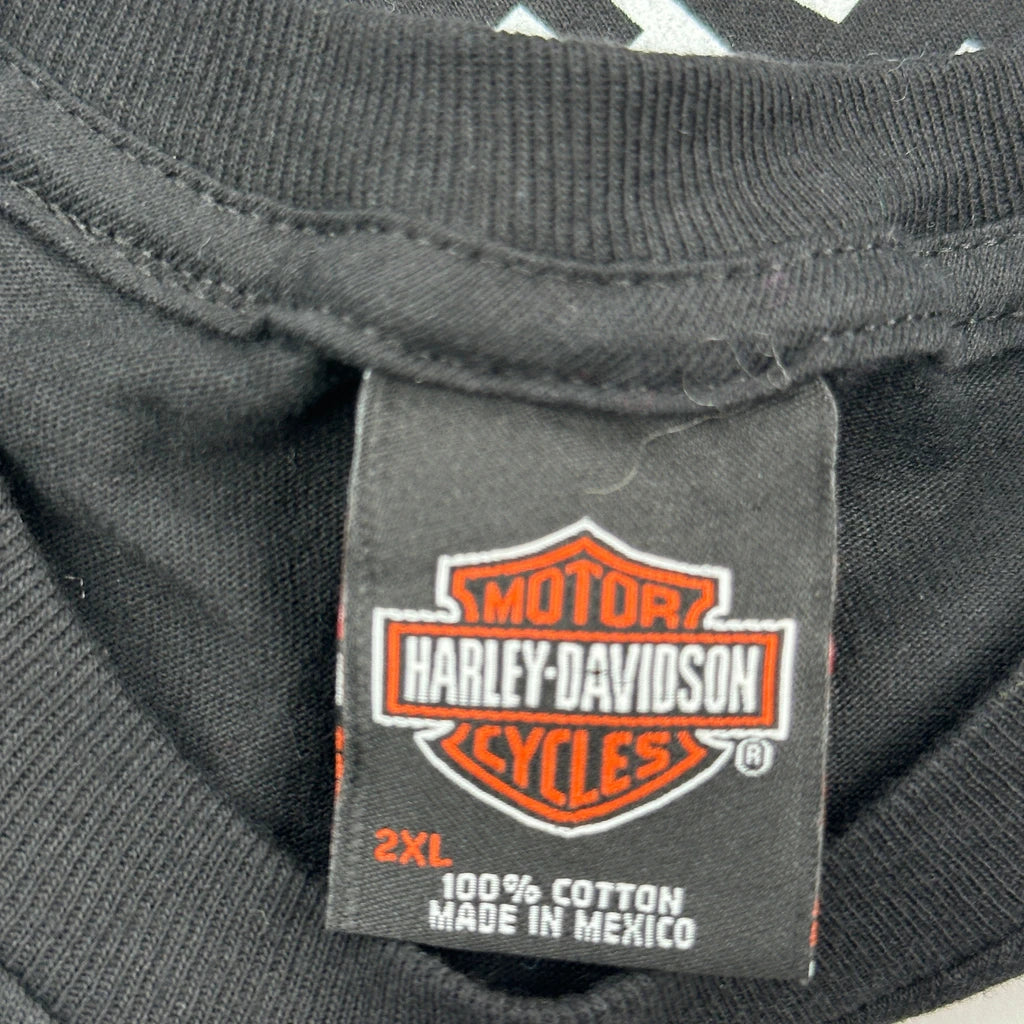 MOTOR
HARLEY-DAVIDSON
CYCLES
®
2XL
100% COTTON
MADE IN MEXICO